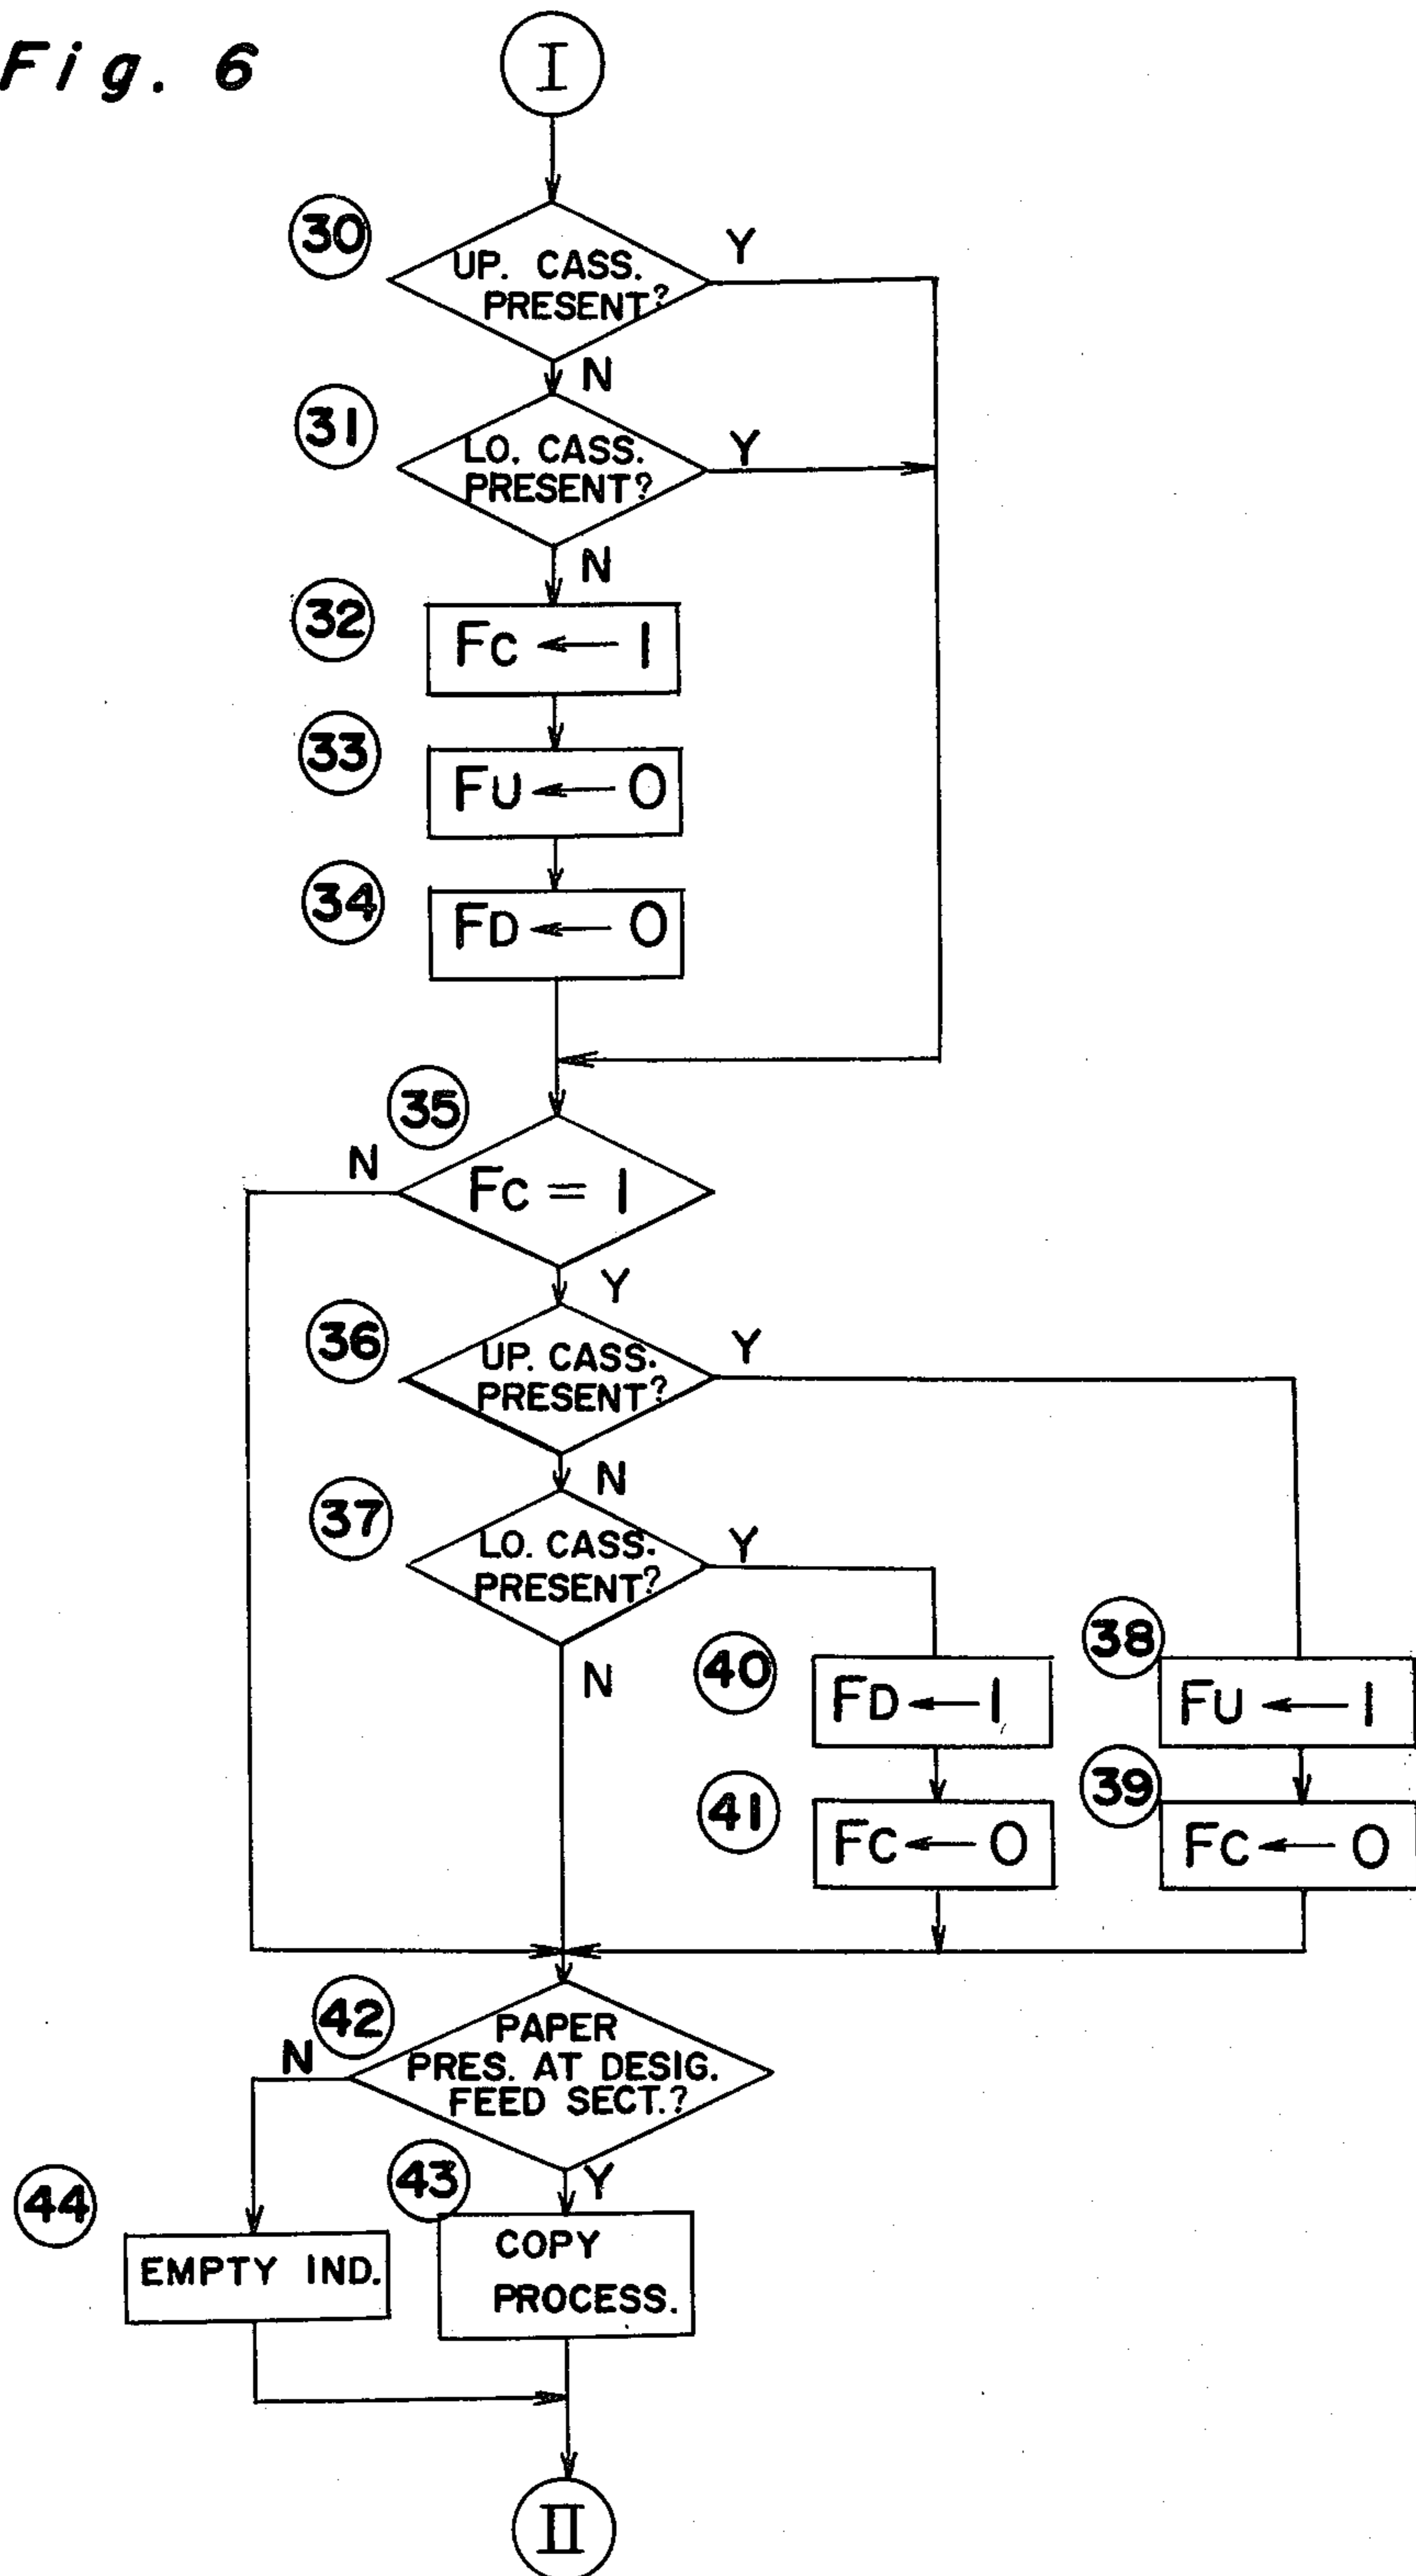 Fig. 6
I
30
UP. CASS.
PRESENT?
Y
N
31
LO. CASS.
PRESENT?
Y
N
32
FC ← 1
33
FU ← 0
34
FD ← 0
35
N
FC = 1
Y
36
UP. CASS.
PRESENT?
Y
N
37
LO. CASS.
PRESENT?
Y
N
40
FD ← 1
38
FU ← 1
41
FC ← 0
39
FC ← 0
42
N
PAPER
PRES. AT DESIG.
FEED SECT.?
Y
44
EMPTY IND.
43
COPY
PROCESS.
II